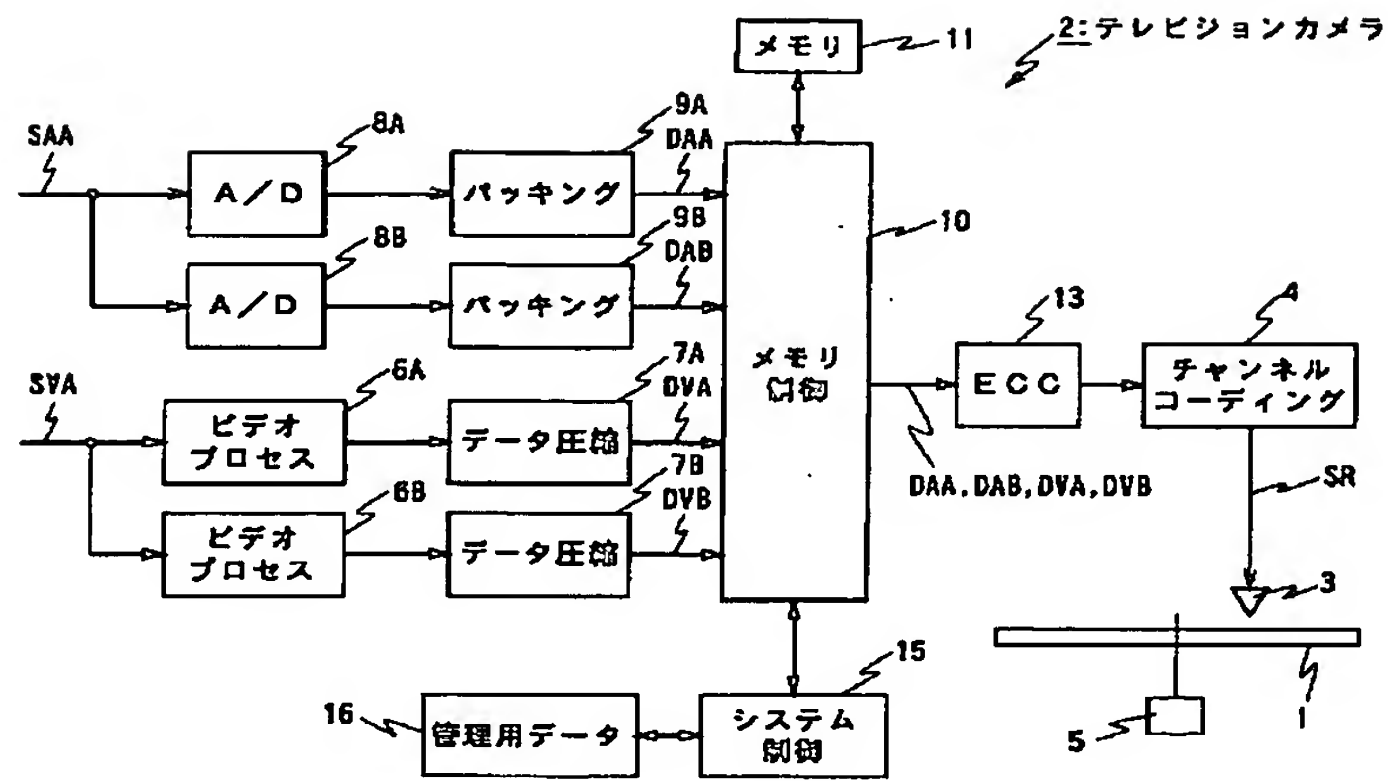 2:テレビジョンカメラ
メモリ
11
SAA
8A
A/D
9A
パッキング
DAA
8B
A/D
9B
パッキング
DAB
10
メモリ
制御
SVA
6A
ビデオ
プロセス
7A
データ圧縮
DVA
6B
ビデオ
プロセス
7B
データ圧縮
DVB
DAA,DAB,DVA,DVB
13
ECC
4
チャンネル
コーディング
SR
3
1
5
15
システム
制御
16
管理用データ